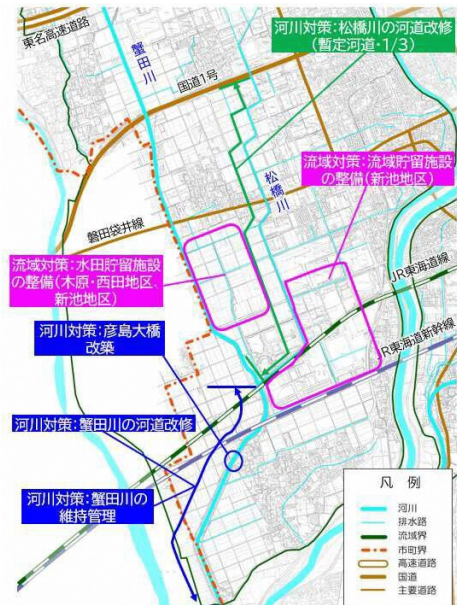 東名高速道路
蟹田川
国道1号
河川対策:松橋川の河道改修
(暫定河道・1/3)
流域対策:流域貯留施設
の整備(新池地区)
松橋川
磐田袋井線
流域対策:水田貯留施設
の整備(木原・西田地区、
新池地区)
JR東海道線
R東海道新幹線
河川対策:彦島大橋
改築
河川対策:蟹田川の河道改修
河川対策:蟹田川の
維持管理
凡 例
河川
排水路
流域界
市町界
高速道路
国道
主要道路